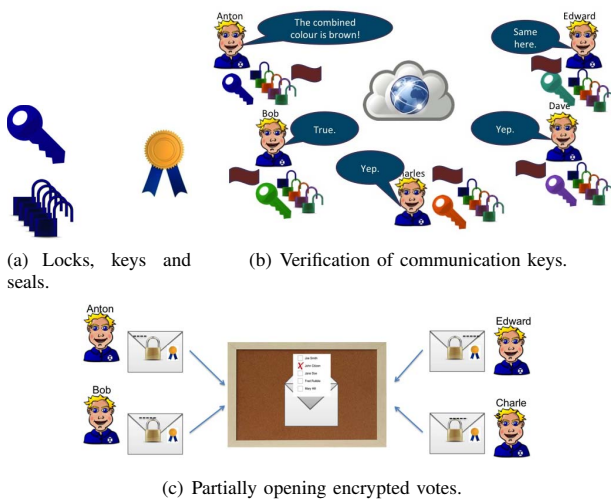 Anton
The combined
colour is brown!
Edward
Same
here.
Bob
True.
Dave
Yep.
Yep.
arles
(a) Locks, keys and
seals.
(b) Verification of communication keys.
Anton
Bob
Edward
Charle
(c) Partially opening encrypted votes.